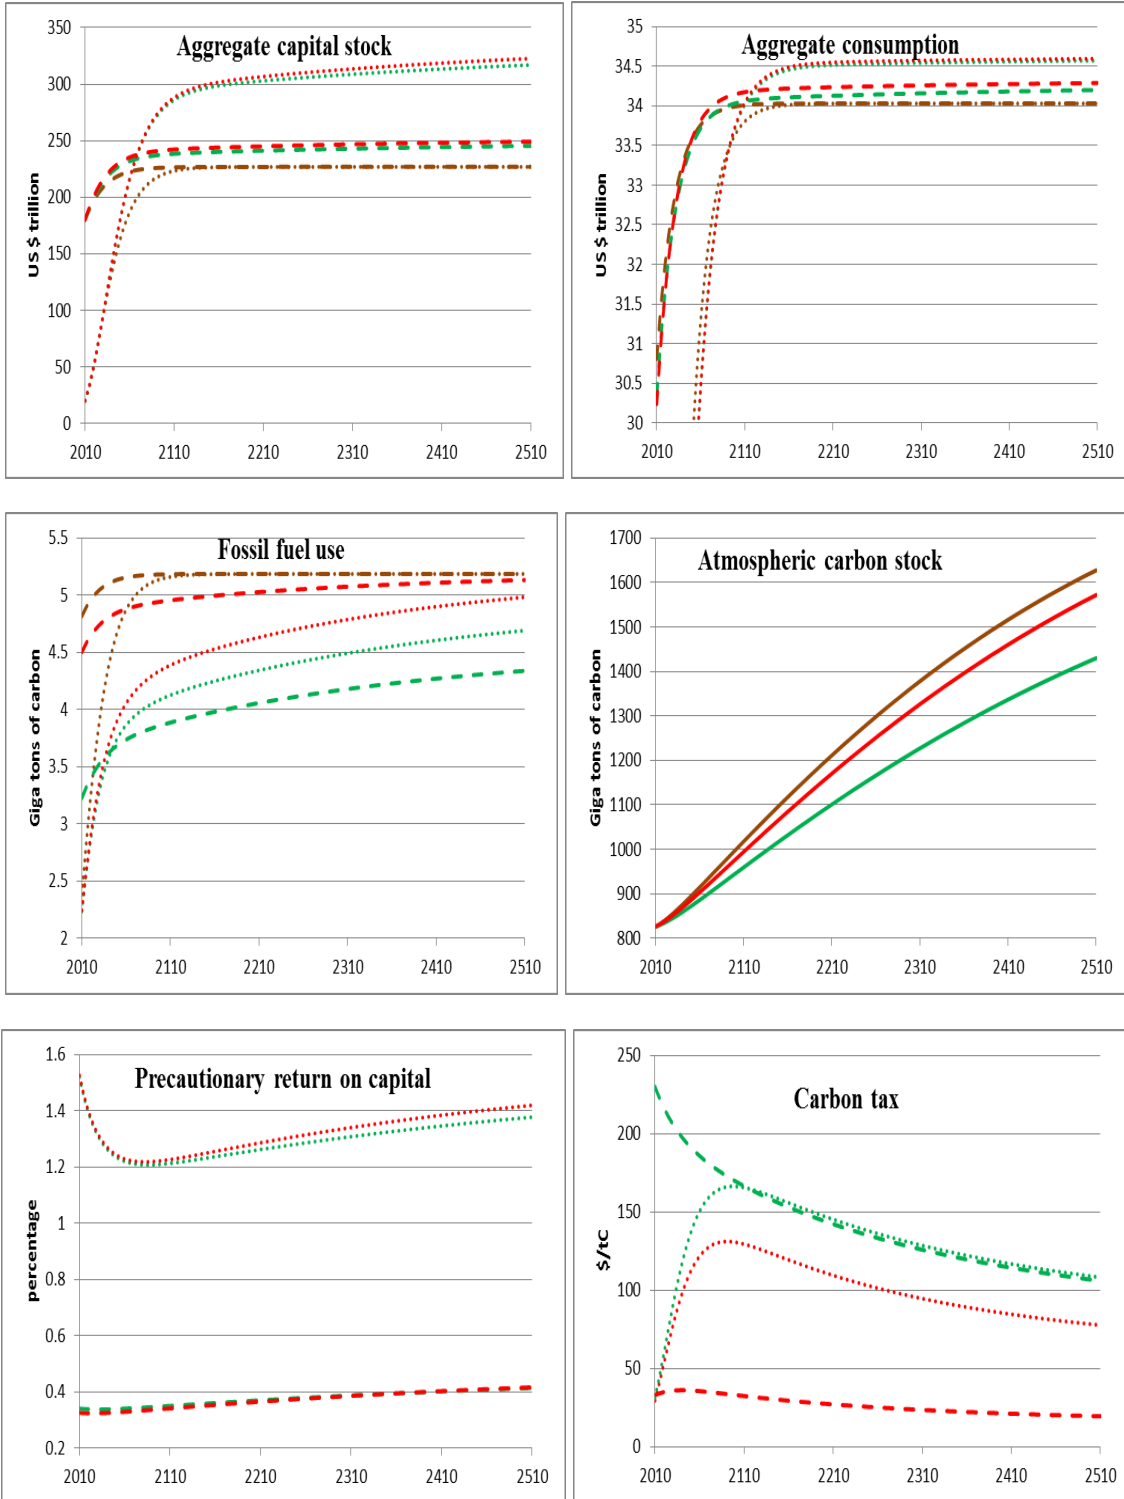 Aggregate capital stock
US $ trillion
350
300
250
200
150
100
50
0
2010 2110 2210 2310 2410 2510
Aggregate consumption
US $ trillion
35
34.5
34
33.5
33
32.5
32
31.5
31
30.5
30
2010 2110 2210 2310 2410 2510
Fossil fuel use
Giga tons of carbon
5.5
5
4.5
4
3.5
3
2.5
2
2010 2110 2210 2310 2410 2510
Atmospheric carbon stock
Giga tons of carbon
1700
1600
1500
1400
1300
1200
1100
1000
900
800
2010 2110 2210 2310 2410 2510
Precautionary return on capital
percentage
1.6
1.4
1.2
1
0.8
0.6
0.4
0.2
2010 2110 2210 2310 2410 2510
Carbon tax
$/tC
250
200
150
100
50
0
2010 2110 2210 2310 2410 2510